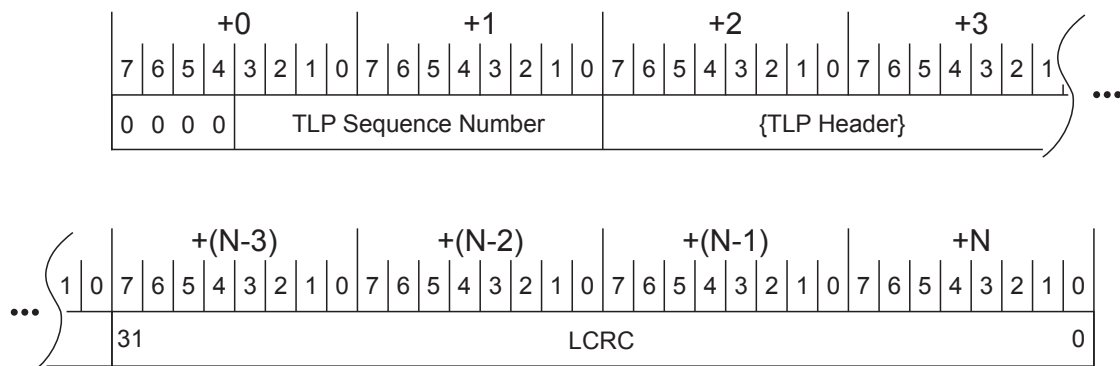 +0 +1 +2 +3
7 6 5 4 3 2 1 0 7 6 5 4 3 2 1 0 7 6 5 4 3 2 1 0 7 6 5 4 3 2 1 •••
0 0 0 0 TLP Sequence Number {TLP Header}
+(N-3) +(N-2) +(N-1) +N
1 0 7 6 5 4 3 2 1 0 7 6 5 4 3 2 1 0 7 6 5 4 3 2 1 0 7 6 5 4 3 2 1 0
••• 31 LCRC 0